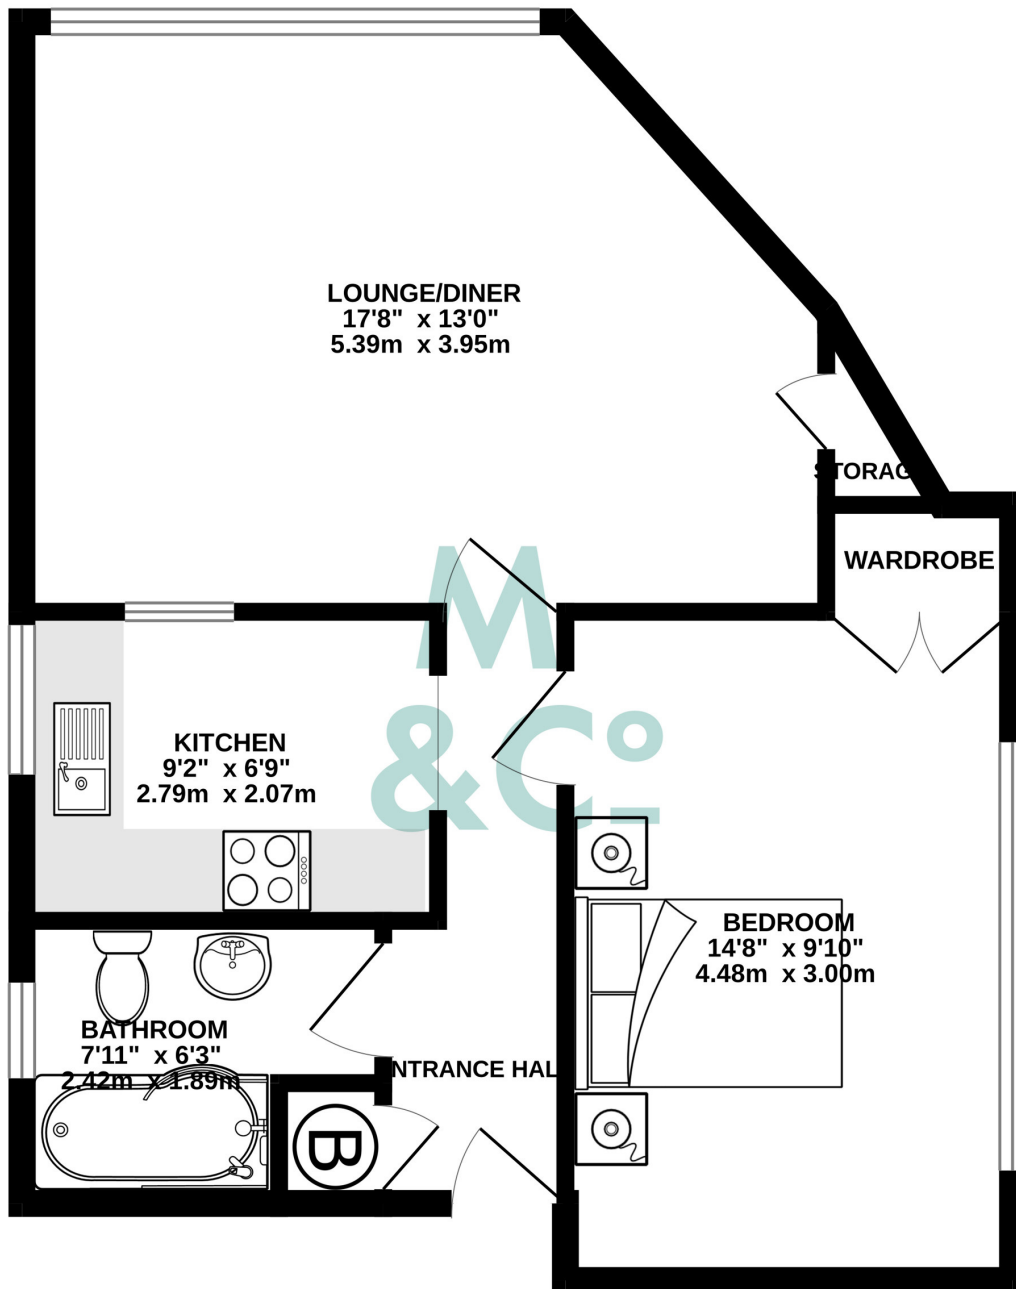 LOUNGE/DINER
17'8" x 13'0"
5.39m x 3.95m
STORAG
WARDROBE
M
&Co
KITCHEN
9'2" x 6'9"
2.79m x 2.07m
BEDROOM
14'8" x 9'10"
4.48m x 3.00m
BATHROOM
7'11" x 6'3"
2.42m x 1.89m
NTRANCE HAL
B